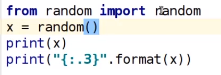 from random import random
x = random()
print(x)
print("{:.3}".format(x))